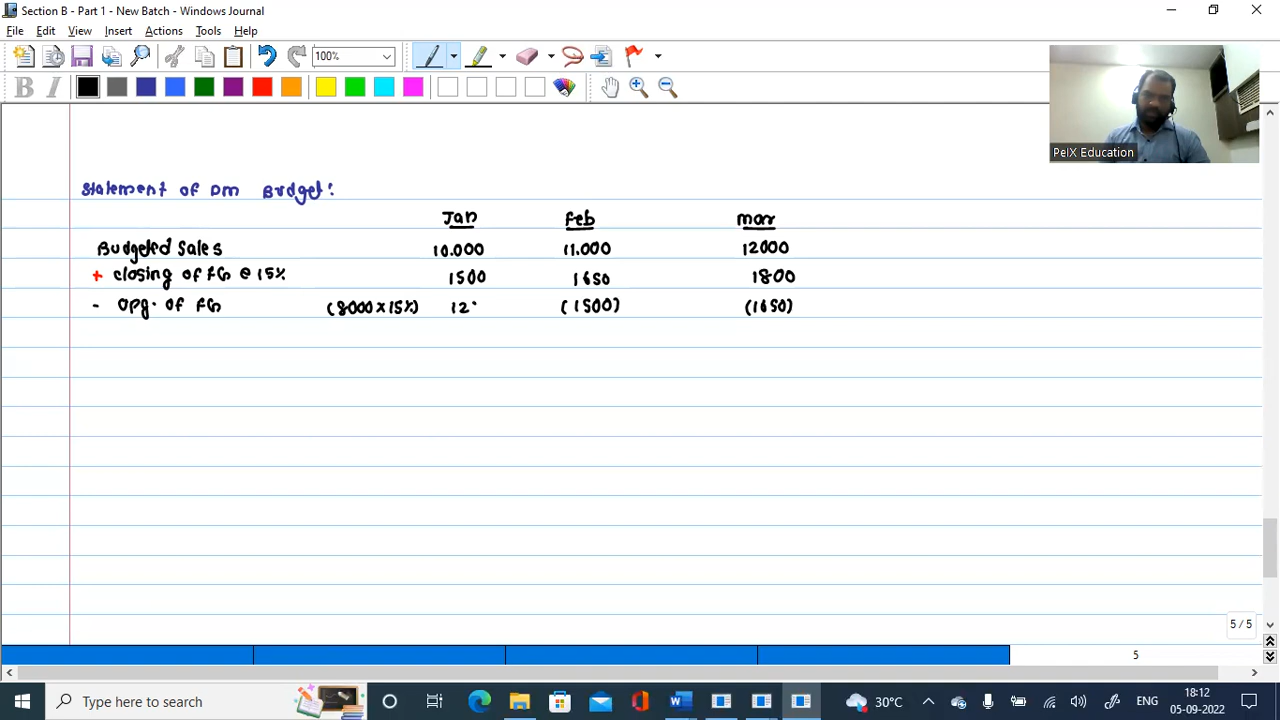 Section B - Part 1 - New Batch - Windows Journal
File Edit View Insert Actions Tools Help
100%
B I
PelX Education
Statement of DM Budget:
Jan Feb Mar
Budgeted Sales 10.000 11.000 12000
+ closing of FG @ 15% 1500 1650 1800
- opg. of FG (8000 x 15%) 12 (1500) (1650)
5 / 5
5
Type here to search
30°C ENG 18:12
05-09-2022